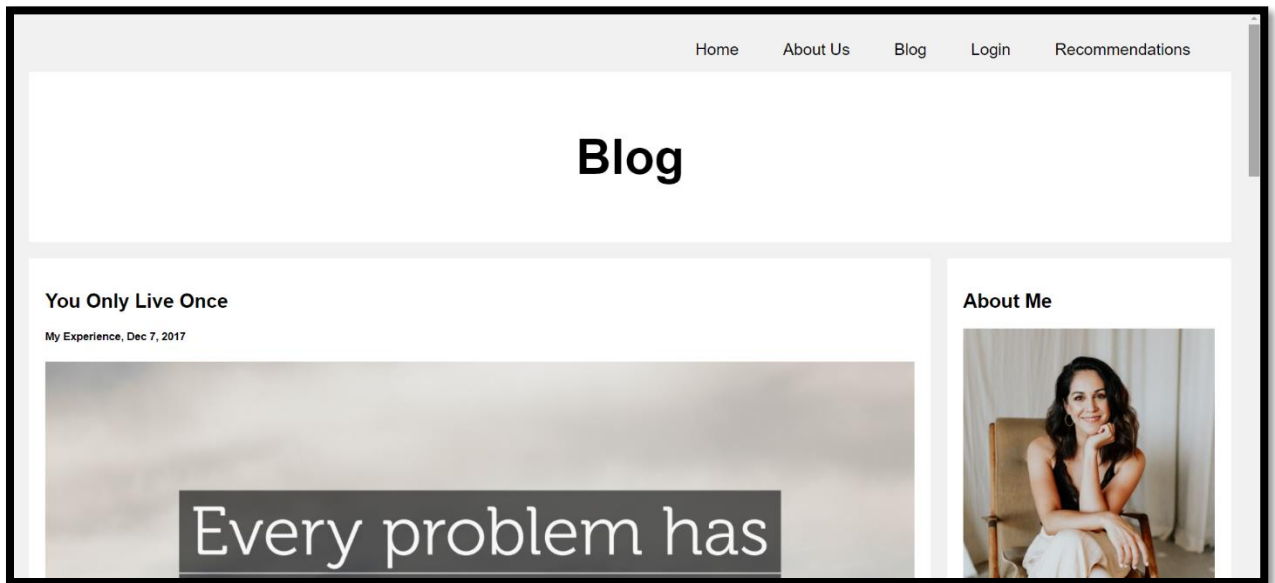 Home About Us Blog Login Recommendations
Blog
You Only Live Once
My Experience, Dec 7, 2017
Every problem has
About Me